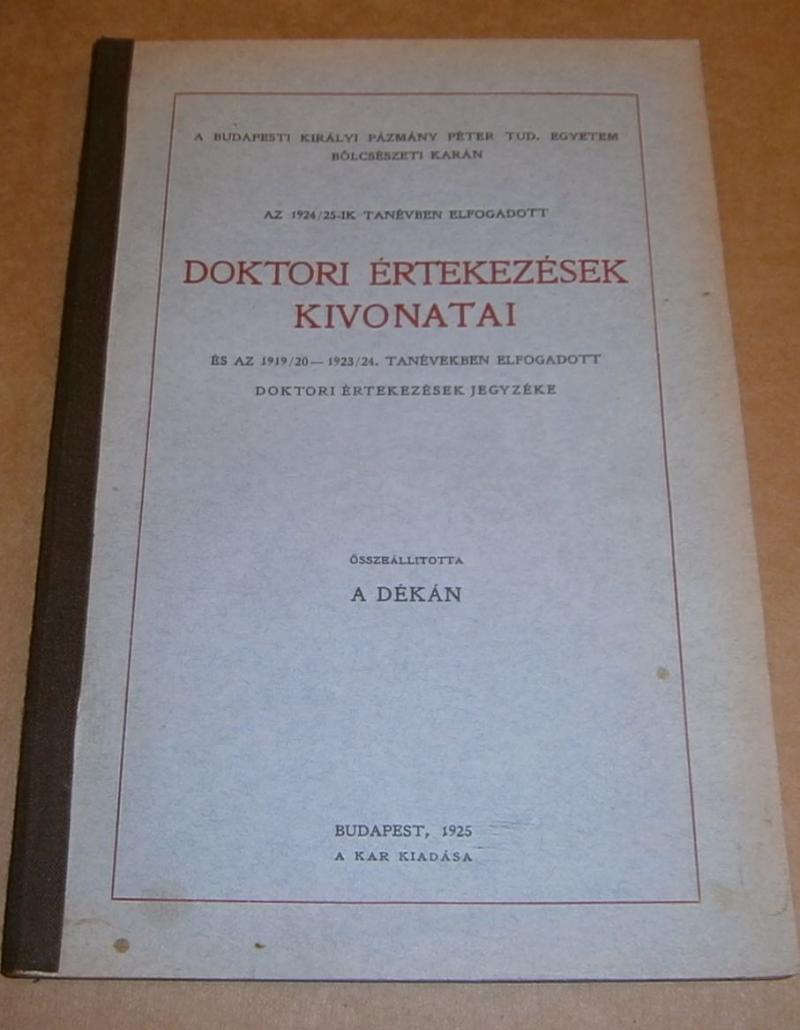 A BUDAPESTI KIRÁLYI PÁZMÁNY PÉTER TUD. EGYETEM
BÖLCSÉSZETI KARÁN
AZ 1924/25-IK TANÉVBEN ELFOGADOTT
DOKTORI ÉRTEKEZÉSEK
KIVONATAI
ÉS AZ 1919/20—1923/24. TANÉVEKBEN ELFOGADOTT
DOKTORI ÉRTEKEZÉSEK JEGYZÉKE
ÖSSZEÁLLITOTTA
A DÉKÁN
BUDAPEST, 1925
A KAR KIADÁSA